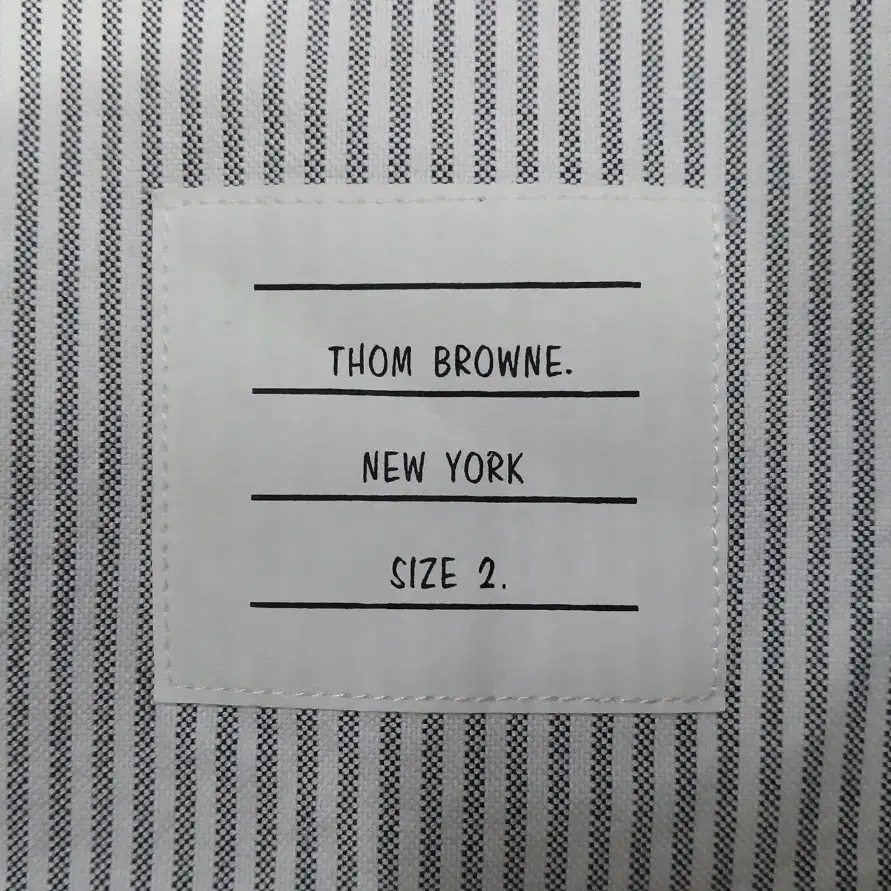 THOM BROWNE.
NEW YORK
SIZE 2.